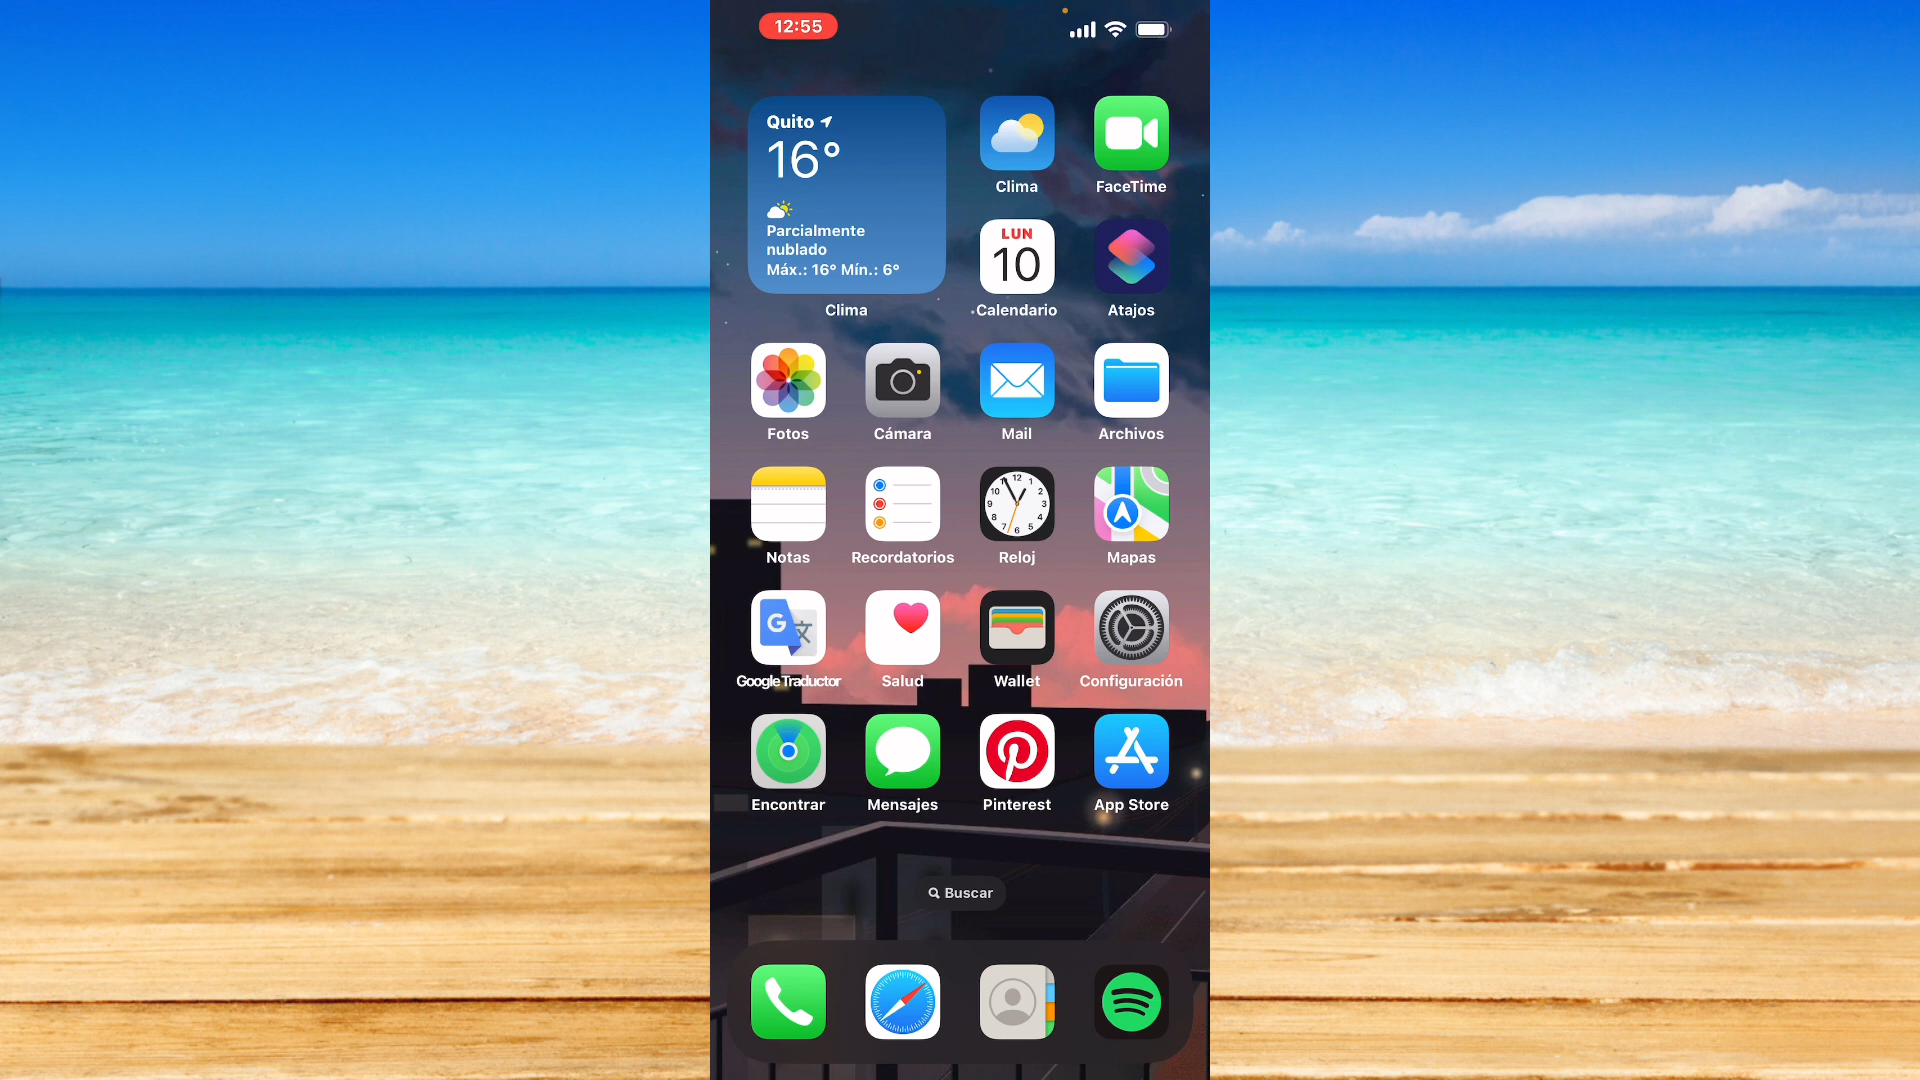 12:55
Quito
16°
Parcialmente
nublado
Máx.: 16° Mín.: 6°
Clima
Clima
FaceTime
LUN
10
Calendario
Atajos
Fotos
Cámara
Mail
Archivos
Notas
Recordatorios
Reloj
Mapas
Google Traductor
Salud
Wallet
Configuración
Encontrar
Mensajes
Pinterest
App Store
Buscar